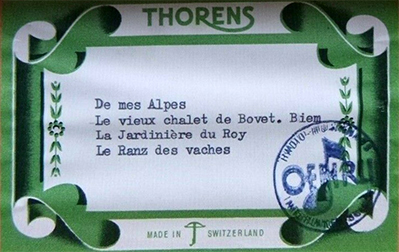 THORENS
De mes Alpes
Le vieux chalet de Bovet. Biem
La Jardinière du Roy
Le Ranz des vaches
MADE IN SWITZERLAND